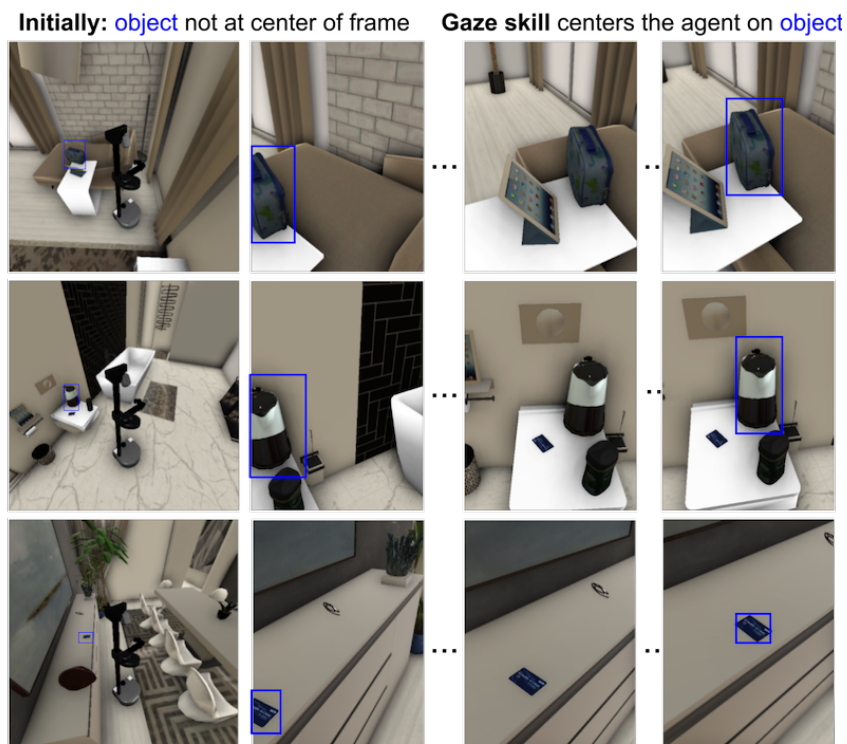 Initially: object not at center of frame
Gaze skill centers the agent on object
... ..
... ..
... ..